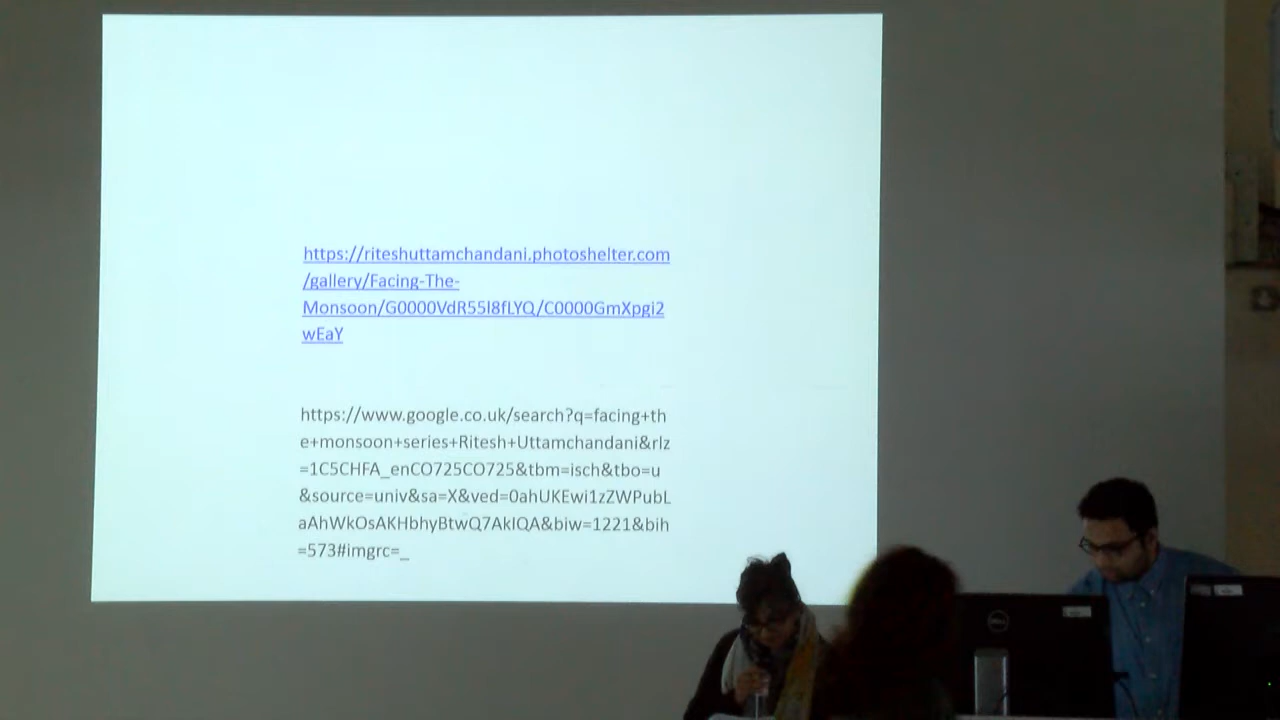 https://riteshuttamchandani.photoshelter.com
/gallery/Facing-The-
Monsoon/G0000VdR55I8fLYQ/C0000GmXpgi2
wEaY
https://www.google.co.uk/search?q=facing+th
e+monsoon+series+Ritesh+Uttamchandani&rlz
=1C5CHFA_enCO725CO725&tbm=isch&tbo=u
&source=univ&sa=X&ved=0ahUKEwi1zZWPubL
aAhWkOsAKHbhyBtwQ7AkIQA&biw=1221&bih
=573#imgrc=_
DELL